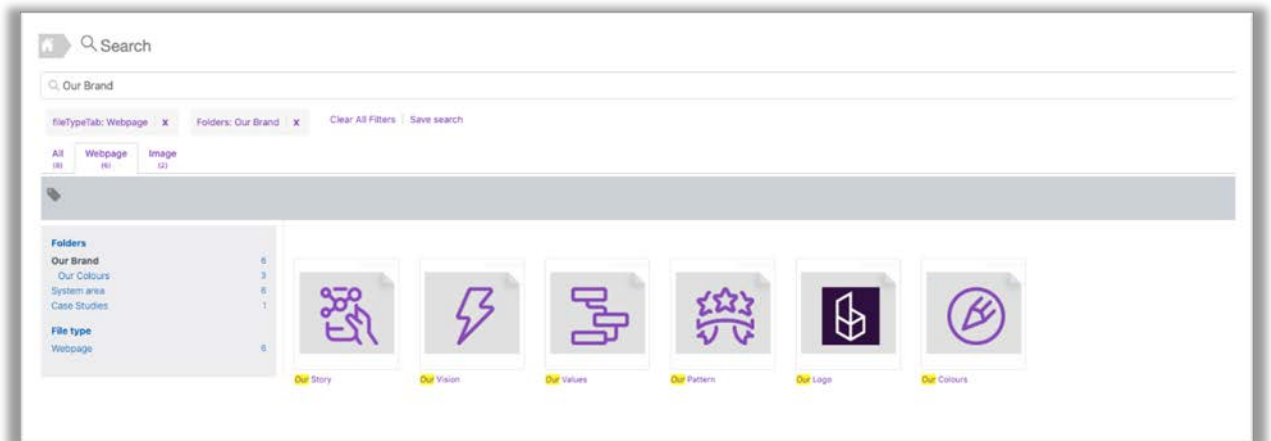 Search
Our Brand
fileTypeTab: Webpage x Folders: Our Brand x Clear All Filters Save search
All Webpage Image
(8) (6) (2)
Folders
Our Brand 6
Our Colours 3
System area 6
Case Studies 1
File type
Webpage 6
Our Story Our Vision Our Values Our Pattern Our Logo Our Colours